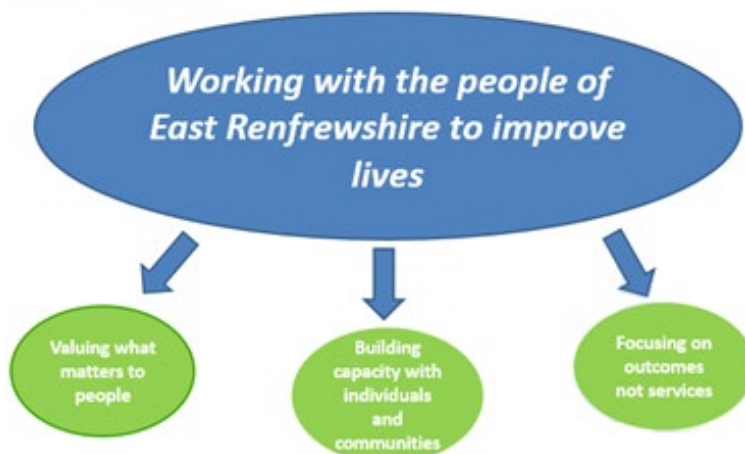 Working with the people of
East Renfrewshire to improve
lives
Valuing what
matters to
people
Building
capacity with
individuals
and
communities
Focusing on
outcomes
not services